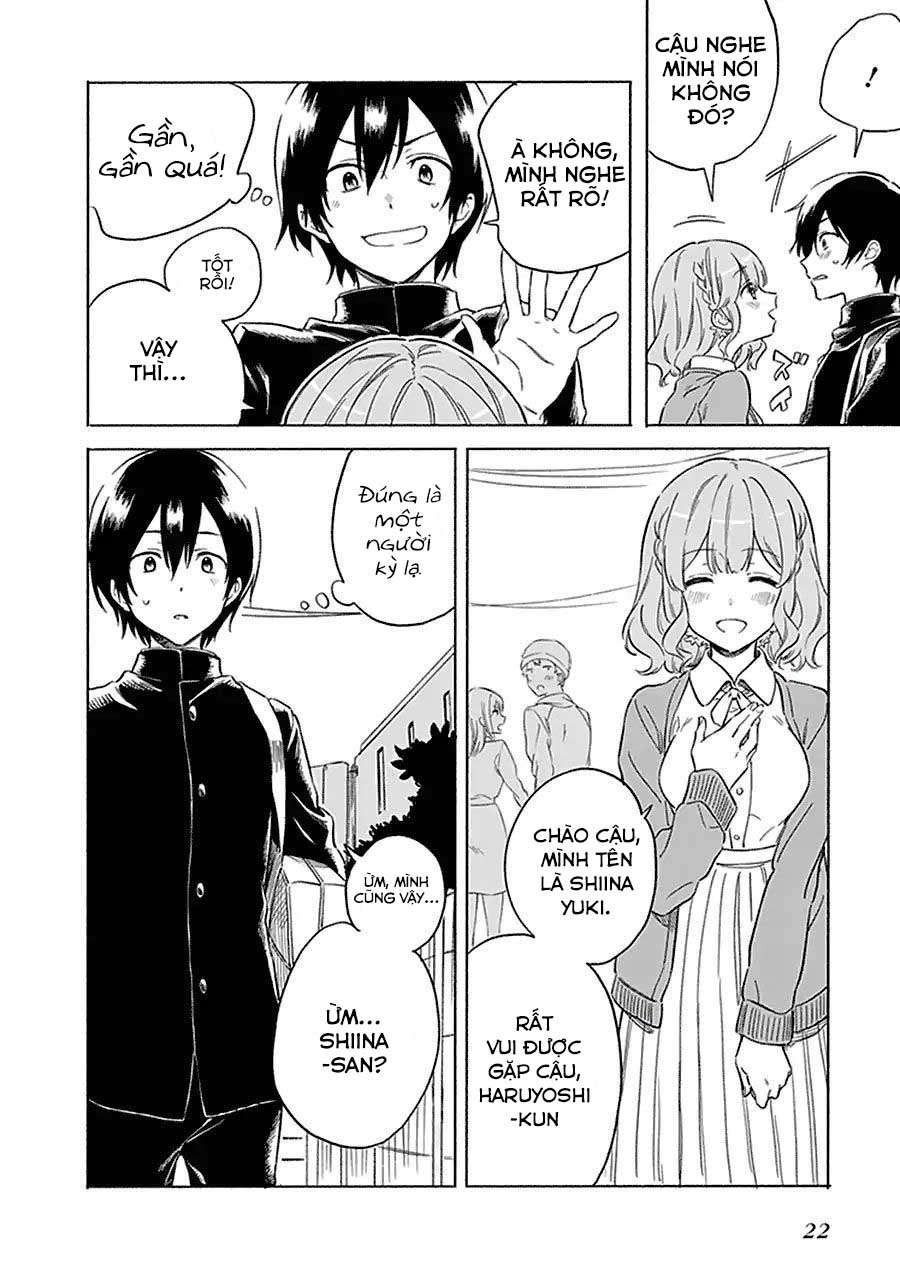 !
CẬU NGHE
MÌNH NÓI
KHÔNG
ĐÓ?
ズ
イ
À KHÔNG,
MÌNH NGHE
RẤT RÕ!
Gần,
Gần Quá!
TỐT
RỒI!
VẬY
THÌ...
CHÀO CẬU,
MÌNH TÊN
LÀ SHIINA
YUKI.
RẤT
VUI ĐƯỢC
GẶP CẬU,
HARUYOSHI
-KUN
Đúng là
một
người
kỳ lạ
ỪM, MÌNH
CŨNG VẬY...
ỪM...
SHIINA
-SAN?
22